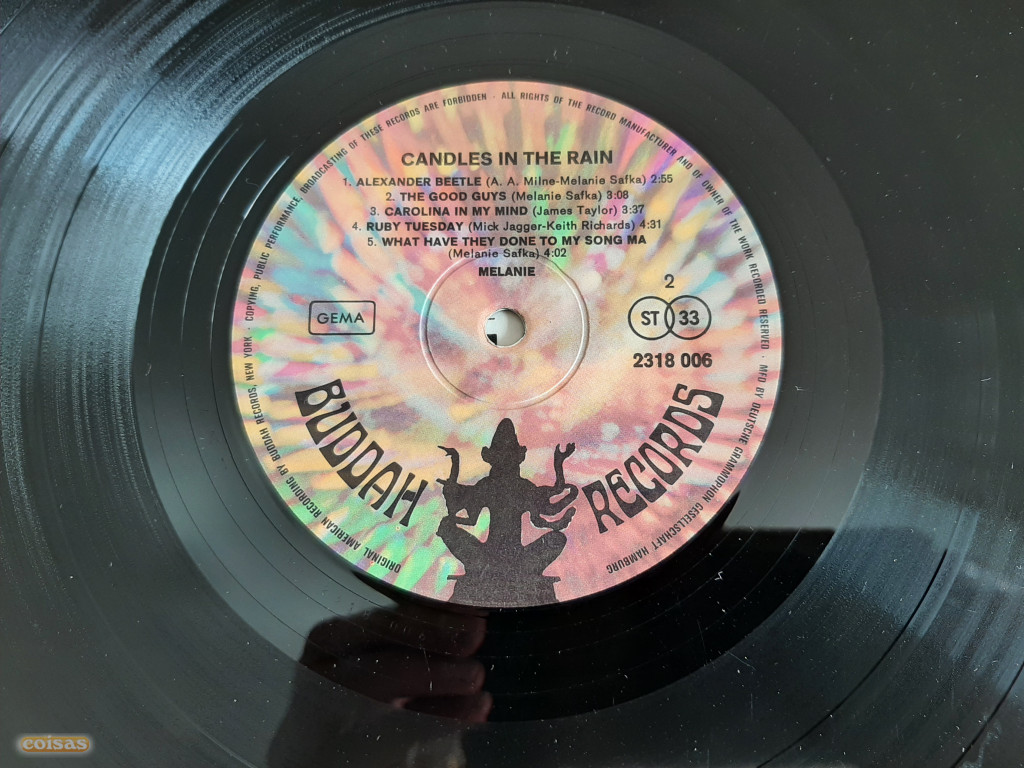 ORIGINAL AMERICAN RECORDING BY BUDDAH RECORDS, NEW YORK · COPYING, PUBLIC PERFORMANCE, BROADCASTING OF THESE RECORDS ARE FORBIDDEN · ALL RIGHTS OF THE RECORD MANUFACTURER AND OF OWNER OF THE WORK RECORDED RESERVED · MFD BY DEUTSCHE GRAMMOPHON GESELLSCHAFT HAMBURG
CANDLES IN THE RAIN
1. ALEXANDER BEETLE (A. A. Milne-Melanie Safka) 2:55
2. THE GOOD GUYS (Melanie Safka) 3:08
3. CAROLINA IN MY MIND (James Taylor) 3:37
4. RUBY TUESDAY (Mick Jagger-Keith Richards) 4:31
5. WHAT HAVE THEY DONE TO MY SONG MA
(Melanie Safka) 4:02
MELANIE
2
GEMA
ST 33
2318 006
BUDDAH RECORDS
coisas